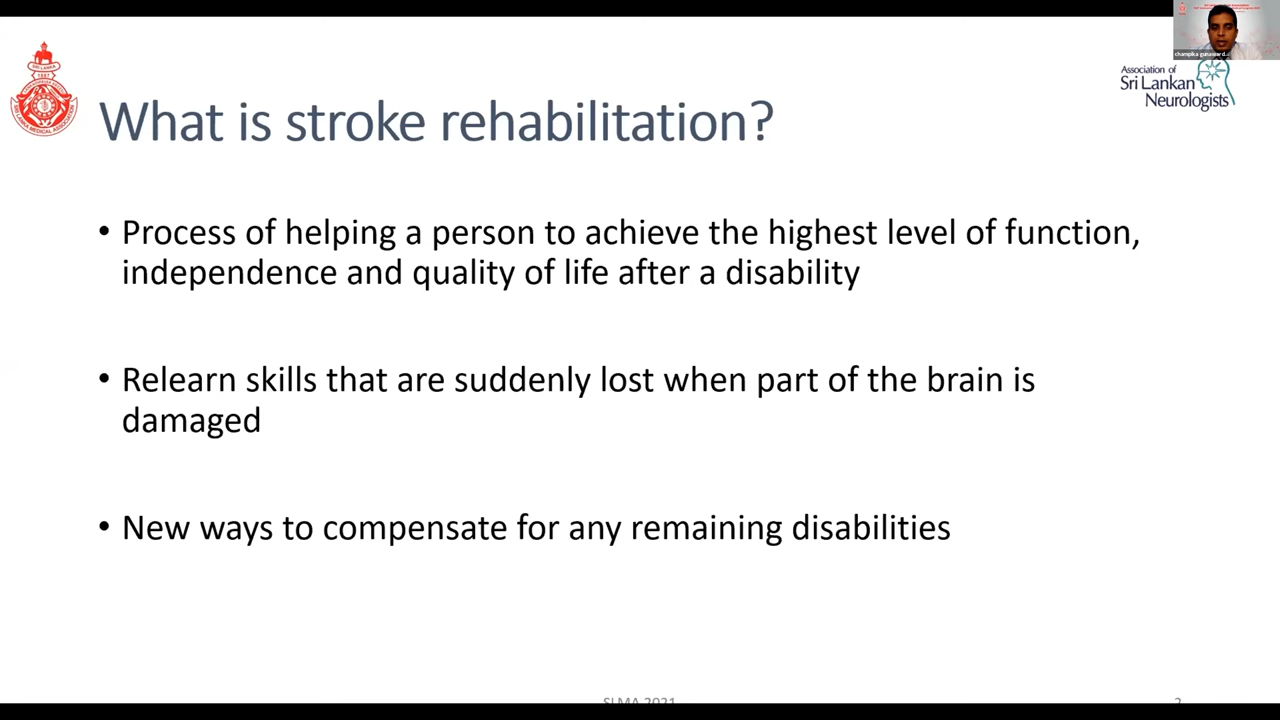 Association of
Sri Lankan
Neurologists
What is stroke rehabilitation?
• Process of helping a person to achieve the highest level of function,
independence and quality of life after a disability
• Relearn skills that are suddenly lost when part of the brain is
damaged
• New ways to compensate for any remaining disabilities
SLMA 2021
2